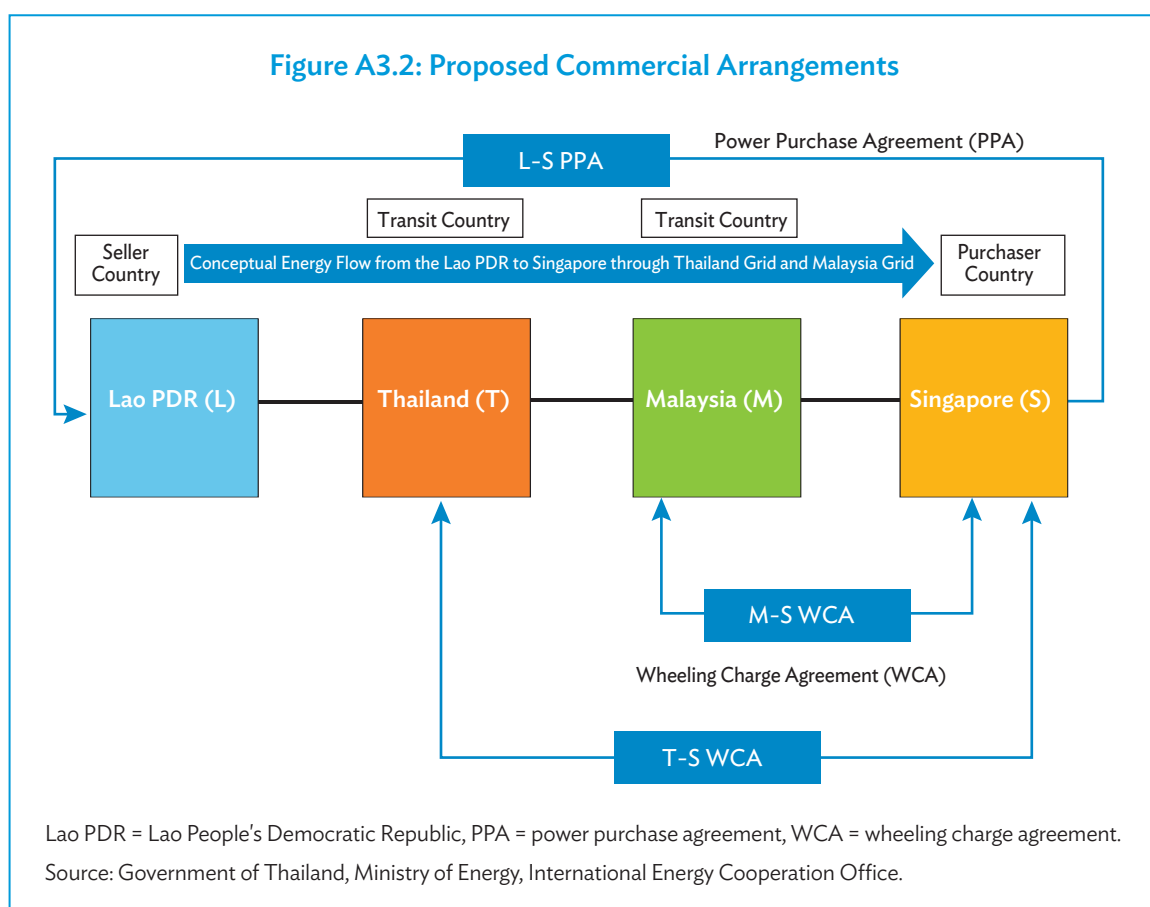 Figure A3.2: Proposed Commercial Arrangements
Power Purchase Agreement (PPA)
L-S PPA
Transit Country
Transit Country
Seller
Country
Conceptual Energy Flow from the Lao PDR to Singapore through Thailand Grid and Malaysia Grid
Purchaser
Country
Lao PDR (L)
Thailand (T)
Malaysia (M)
Singapore (S)
M-S WCA
Wheeling Charge Agreement (WCA)
T-S WCA
Lao PDR = Lao People's Democratic Republic, PPA = power purchase agreement, WCA = wheeling charge agreement.
Source: Government of Thailand, Ministry of Energy, International Energy Cooperation Office.